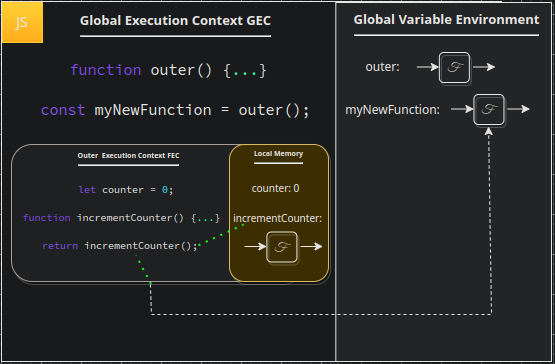 JS
Global Execution Context GEC
function outer() {...}
const myNewFunction = outer();
Outer Execution Context FEC
let counter = 0;
function incrementCounter() {...}
return incrementCounter();
Local Memory
counter: 0
incrementCounter:
ℱ
Global Variable Environment
outer:
ℱ
myNewFunction:
ℱ